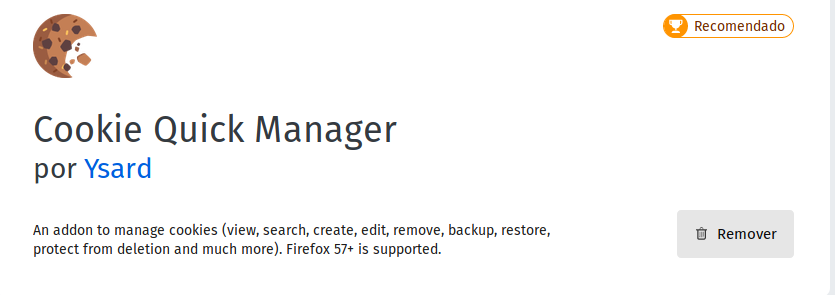 Recomendado
Cookie Quick Manager
por Ysard
An addon to manage cookies (view, search, create, edit, remove, backup, restore,
protect from deletion and much more). Firefox 57+ is supported.
Remover